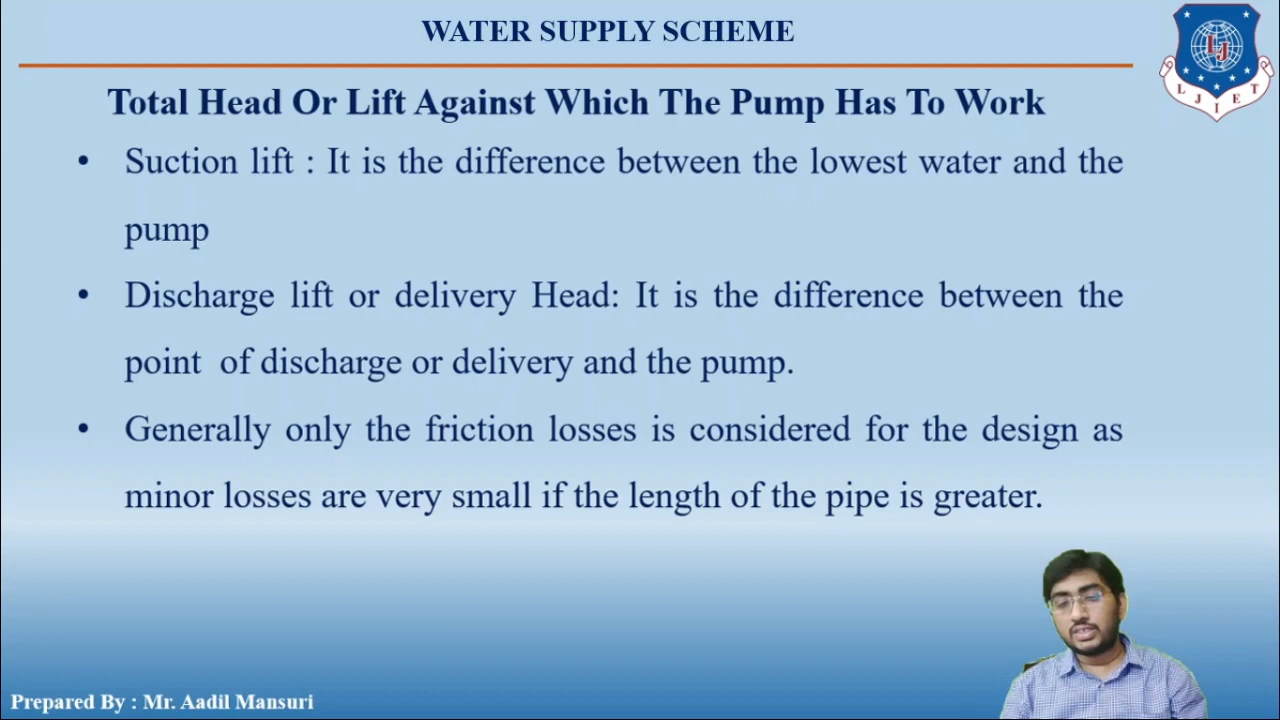 WATER SUPPLY SCHEME
LJ
LJIET
Total Head Or Lift Against Which The Pump Has To Work
• Suction lift : It is the difference between the lowest water and the
pump
• Discharge lift or delivery Head: It is the difference between the
point of discharge or delivery and the pump.
• Generally only the friction losses is considered for the design as
minor losses are very small if the length of the pipe is greater.
Prepared By : Mr. Aadil Mansuri